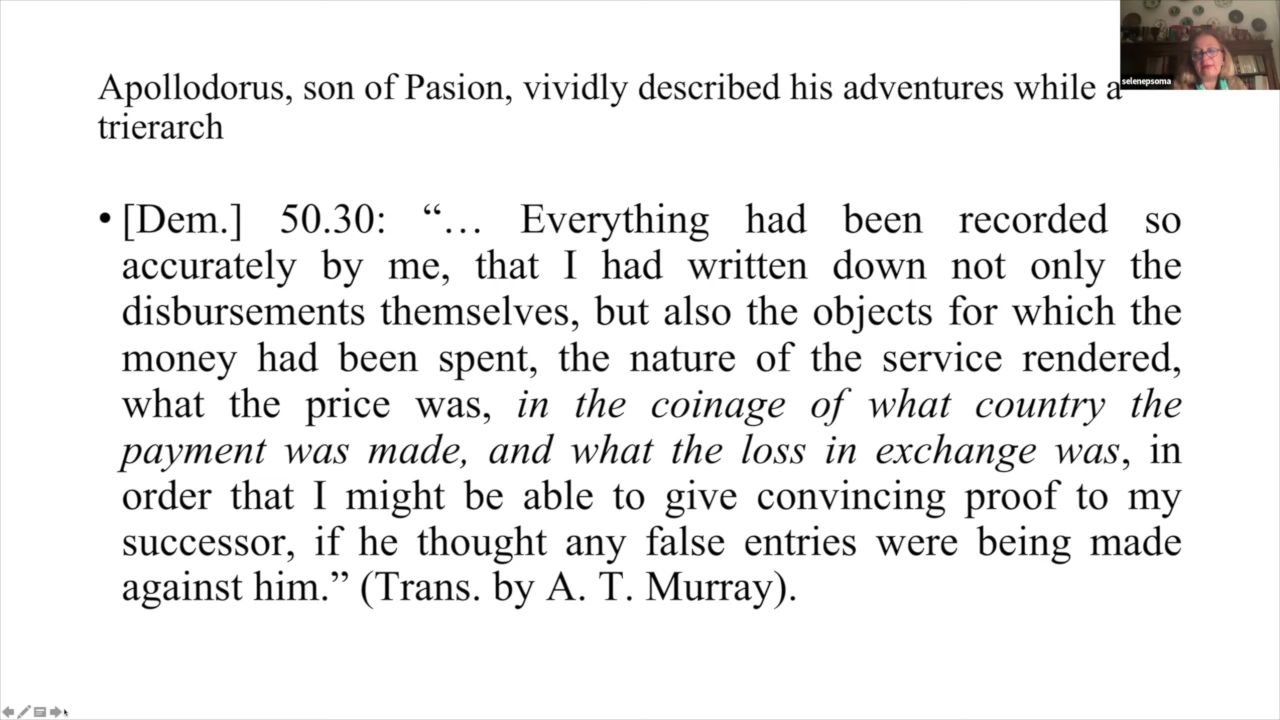 Apollodorus, son of Pasion, vividly described his adventures while a
trierarch
selenepsoma
• [Dem.] 50.30: “… Everything had been recorded so
accurately by me, that I had written down not only the
disbursements themselves, but also the objects for which the
money had been spent, the nature of the service rendered,
what the price was, in the coinage of what country the
payment was made, and what the loss in exchange was, in
order that I might be able to give convincing proof to my
successor, if he thought any false entries were being made
against him.” (Trans. by A. T. Murray).